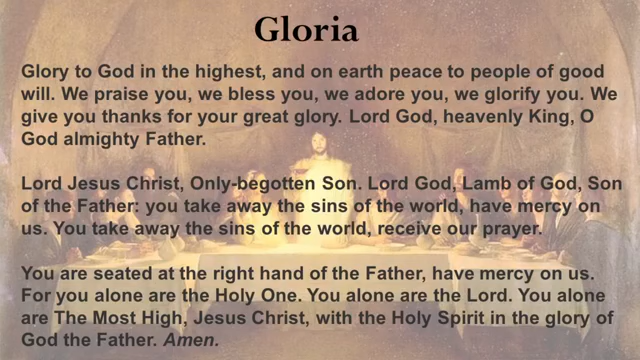 Gloria
Glory to God in the highest, and on earth peace to people of good
will. We praise you, we bless you, we adore you, we glorify you. We
give you thanks for your great glory. Lord God, heavenly King, O
God almighty Father.
Lord Jesus Christ, Only-begotten Son. Lord God, Lamb of God, Son
of the Father: you take away the sins of the world, have mercy on
us. You take away the sins of the world, receive our prayer.
You are seated at the right hand of the Father, have mercy on us.
For you alone are the Holy One. You alone are the Lord. You alone
are The Most High, Jesus Christ, with the Holy Spirit in the glory of
God the Father. Amen.